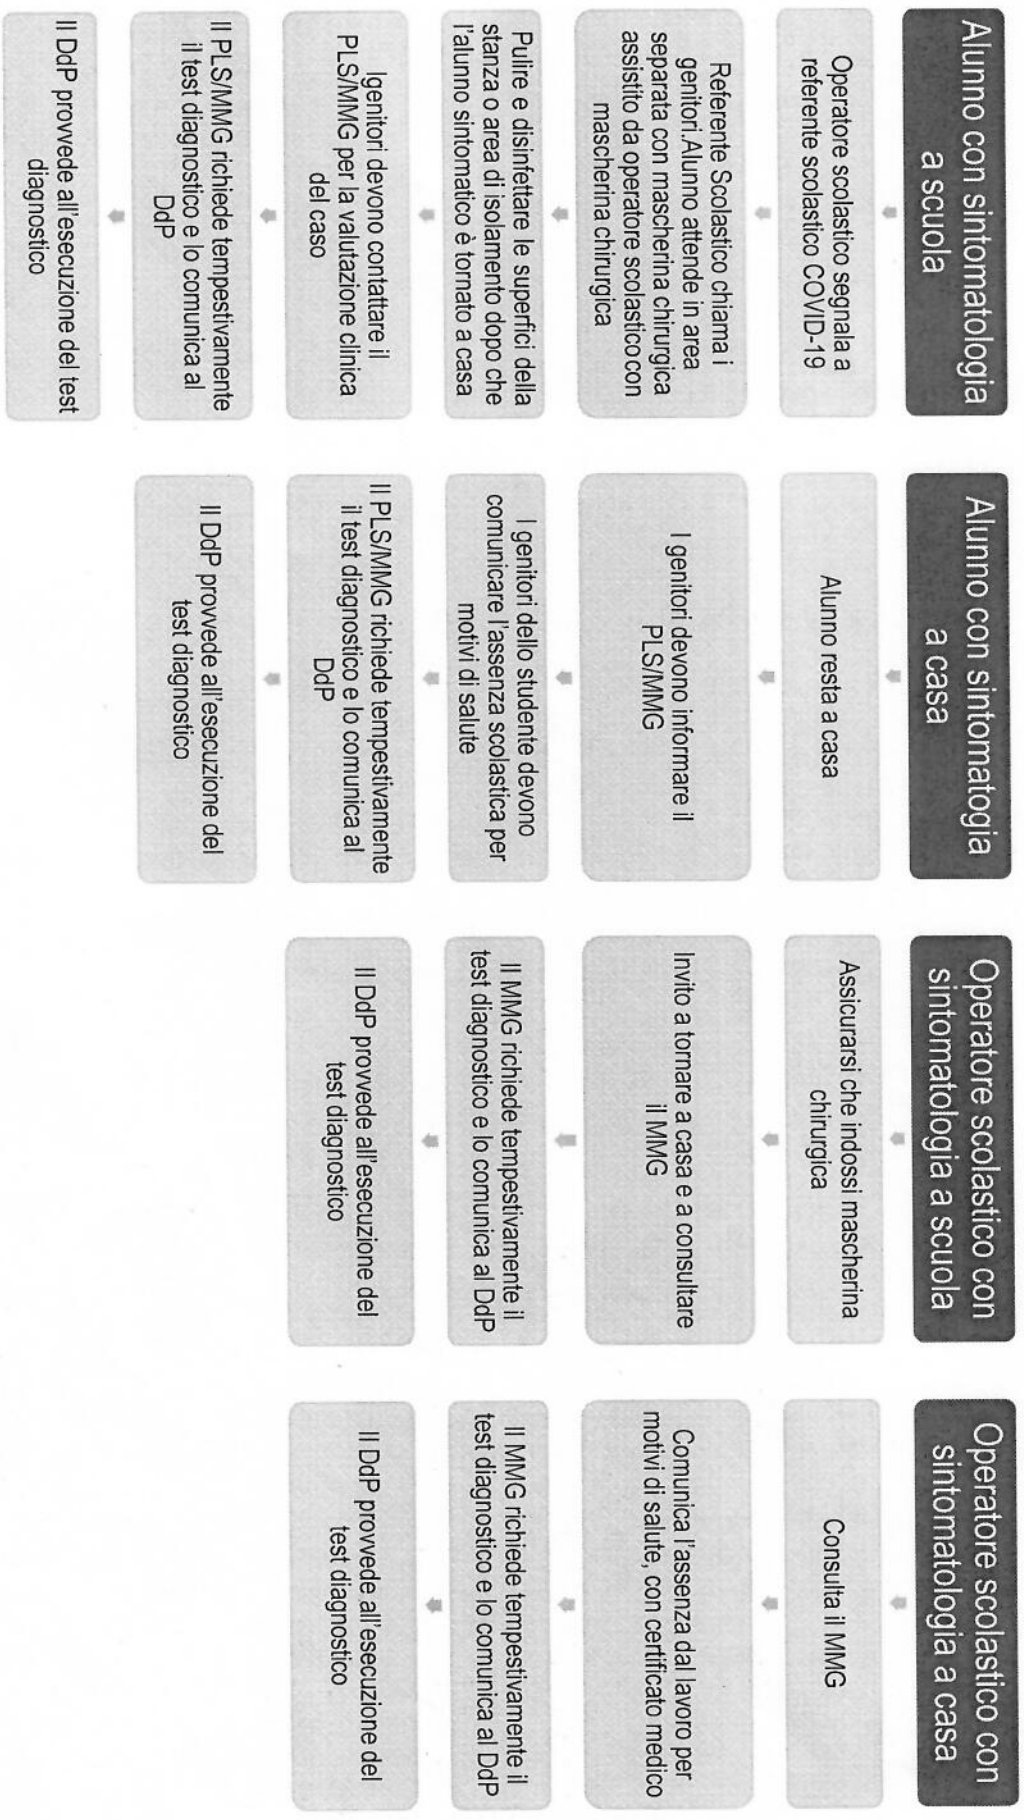 Alunno con sintomatologia
a scuola
Operatore scolastico segnala a
referente scolastico COVID-19
Referente Scolastico chiama i
genitori.Alunno attende in area
separata con mascherina chirurgica
assistito da operatore scolastico con
mascherina chirurgica
Pulire e disinfettare le superfici della
stanza o area di isolamento dopo che
l'alunno sintomatico è tornato a casa
Igenitori devono contattare il
PLS/MMG per la valutazione clinica
del caso
Il PLS/MMG richiede tempestivamente
il test diagnostico e lo comunica al
DdP
Il DdP provvede all'esecuzione del test
diagnostico
Alunno con sintomatogia
a casa
Alunno resta a casa
I genitori devono informare il
PLS/MMG
I genitori dello studente devono
comunicare l'assenza scolastica per
motivi di salute
Il PLS/MMG richiede tempestivamente
il test diagnostico e lo comunica al
DdP
Il DdP provvede all'esecuzione del
test diagnostico
Operatore scolastico con
sintomatologia a scuola
Assicurarsi che indossi mascherina
chirurgica
Invito a tornare a casa e a consultare
il MMG
Il MMG richiede tempestivamente il
test diagnostico e lo comunica al DdP
Il DdP provvede all'esecuzione del
test diagnostico
Operatore scolastico con
sintomatologia a casa
Consulta il MMG
Comunica l'assenza dal lavoro per
motivi di salute, con certificato medico
Il MMG richiede tempestivamente il
test diagnostico e lo comunica al DdP
Il DdP provvede all'esecuzione del
test diagnostico